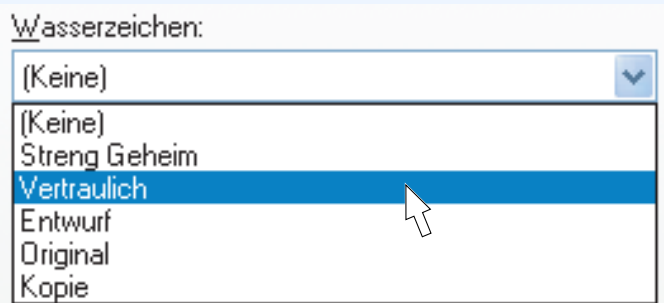 Wasserzeichen:
(Keine)
(Keine)
Streng Geheim
Vertraulich
Entwurf
Original
Kopie